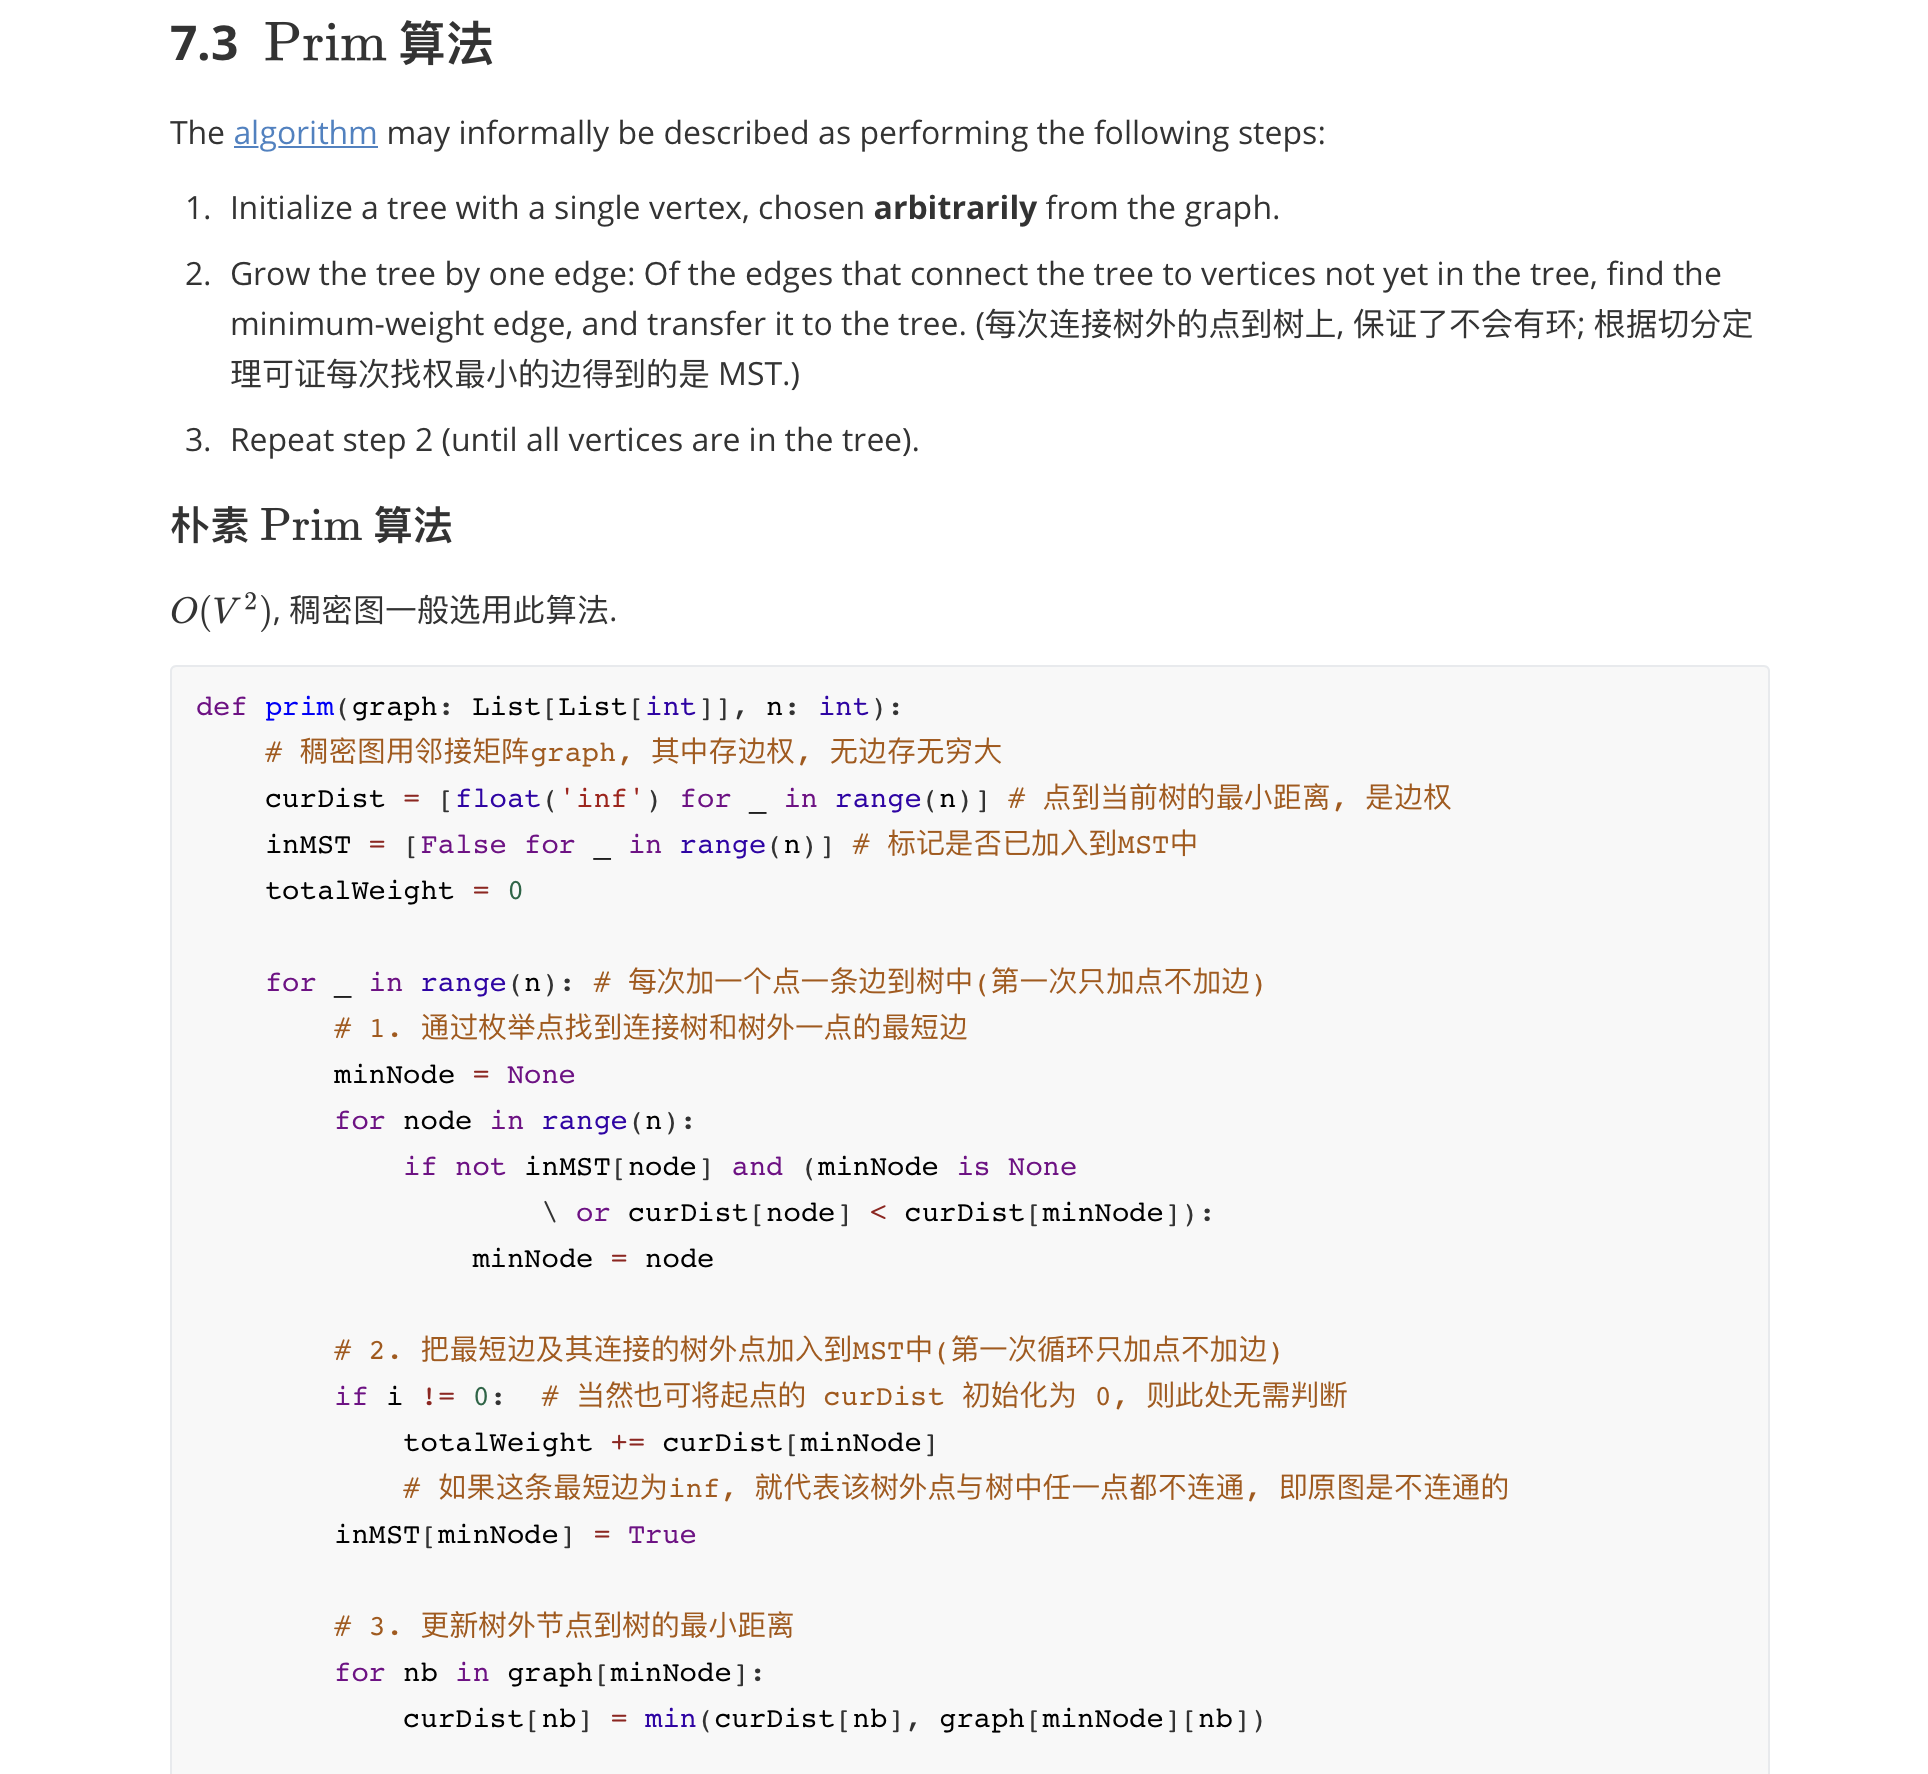 7.3 Prim 算法
The algorithm may informally be described as performing the following steps:
1. Initialize a tree with a single vertex, chosen arbitrarily from the graph.
2. Grow the tree by one edge: Of the edges that connect the tree to vertices not yet in the tree, find the
minimum-weight edge, and transfer it to the tree. (每次连接树外的点到树上, 保证了不会有环; 根据切分定
理可证每次找权最小的边得到的是 MST.)
3. Repeat step 2 (until all vertices are in the tree).
朴素 Prim 算法
O(V²), 稠密图一般选用此算法.
def prim(graph: List[List[int]], n: int):
    # 稠密图用邻接矩阵graph, 其中存边权, 无边存无穷大
    curDist = [float('inf') for _ in range(n)] # 点到当前树的最小距离, 是边权
    inMST = [False for _ in range(n)] # 标记是否已加入到MST中
    totalWeight = 0
    for _ in range(n): # 每次加一个点一条边到树中(第一次只加点不加边)
        # 1. 通过枚举点找到连接树和树外一点的最短边
        minNode = None
        for node in range(n):
            if not inMST[node] and (minNode is None
                    \ or curDist[node] < curDist[minNode]):
                minNode = node
        # 2. 把最短边及其连接的树外点加入到MST中(第一次循环只加点不加边)
        if i != 0:  # 当然也可将起点的 curDist 初始化为 0, 则此处无需判断
            totalWeight += curDist[minNode]
            # 如果这条最短边为inf, 就代表该树外点与树中任一点都不连通, 即原图是不连通的
        inMST[minNode] = True
        # 3. 更新树外节点到树的最小距离
        for nb in graph[minNode]:
            curDist[nb] = min(curDist[nb], graph[minNode][nb])